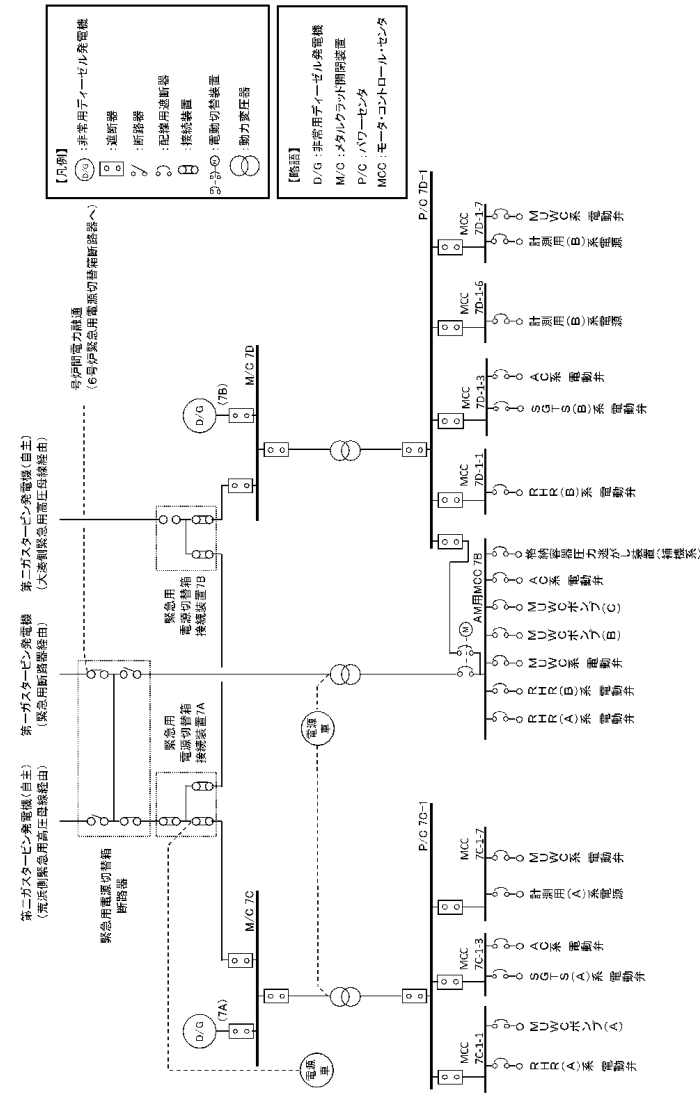 第二ガスタービン発電機(自主)
(荒浜側緊急用高圧母線経由)
第一ガスタービン発電機
(緊急用断路器経由)
第二ガスタービン発電機(自主)
(大湊側緊急用高圧母線経由)
号炉間電力融通
(6号炉緊急用電源切替箱断路器へ)
【凡例】
D/G
:非常用ディーゼル発電機
:遮断器
:断路器
:配線用遮断器
:接続装置
M
:電動切替装置
:動力変圧器
【略語】
D/G :非常用ディーゼル発電機
M/C :メタルクラッド開閉装置
P/C :パワーセンタ
MCC :モータ・コントロール・センタ
緊急用電源切替箱
断路器
緊急用
電源切替箱
接続装置7A
緊急用
電源切替箱
接続装置7B
電源
車
D/G
(7A)
M/C 7C
電源
車
D/G
(7B)
M/C 7D
P/C 7C-1
P/C 7D-1
MCC
7C-1-1
RHR(A)系 電動弁
MUWCポンプ(A)
MCC
7C-1-3
SGTS(A)系 電動弁
AC系 電動弁
MCC
7C-1-7
計測用(A)系電源
MUWC系 電動弁
M
AM用MCC 7B
RHR(A)系 電動弁
RHR(B)系 電動弁
MUWC系 電動弁
MUWCポンプ(B)
MUWCポンプ(C)
AC系 電動弁
格納容器圧力逃がし装置(補機系)
MCC
7D-1-1
RHR(B)系 電動弁
MCC
7D-1-3
SGTS(B)系 電動弁
AC系 電動弁
MCC
7D-1-6
計測用(B)系電源
MCC
7D-1-7
計測用(B)系電源
MUWC系 電動弁